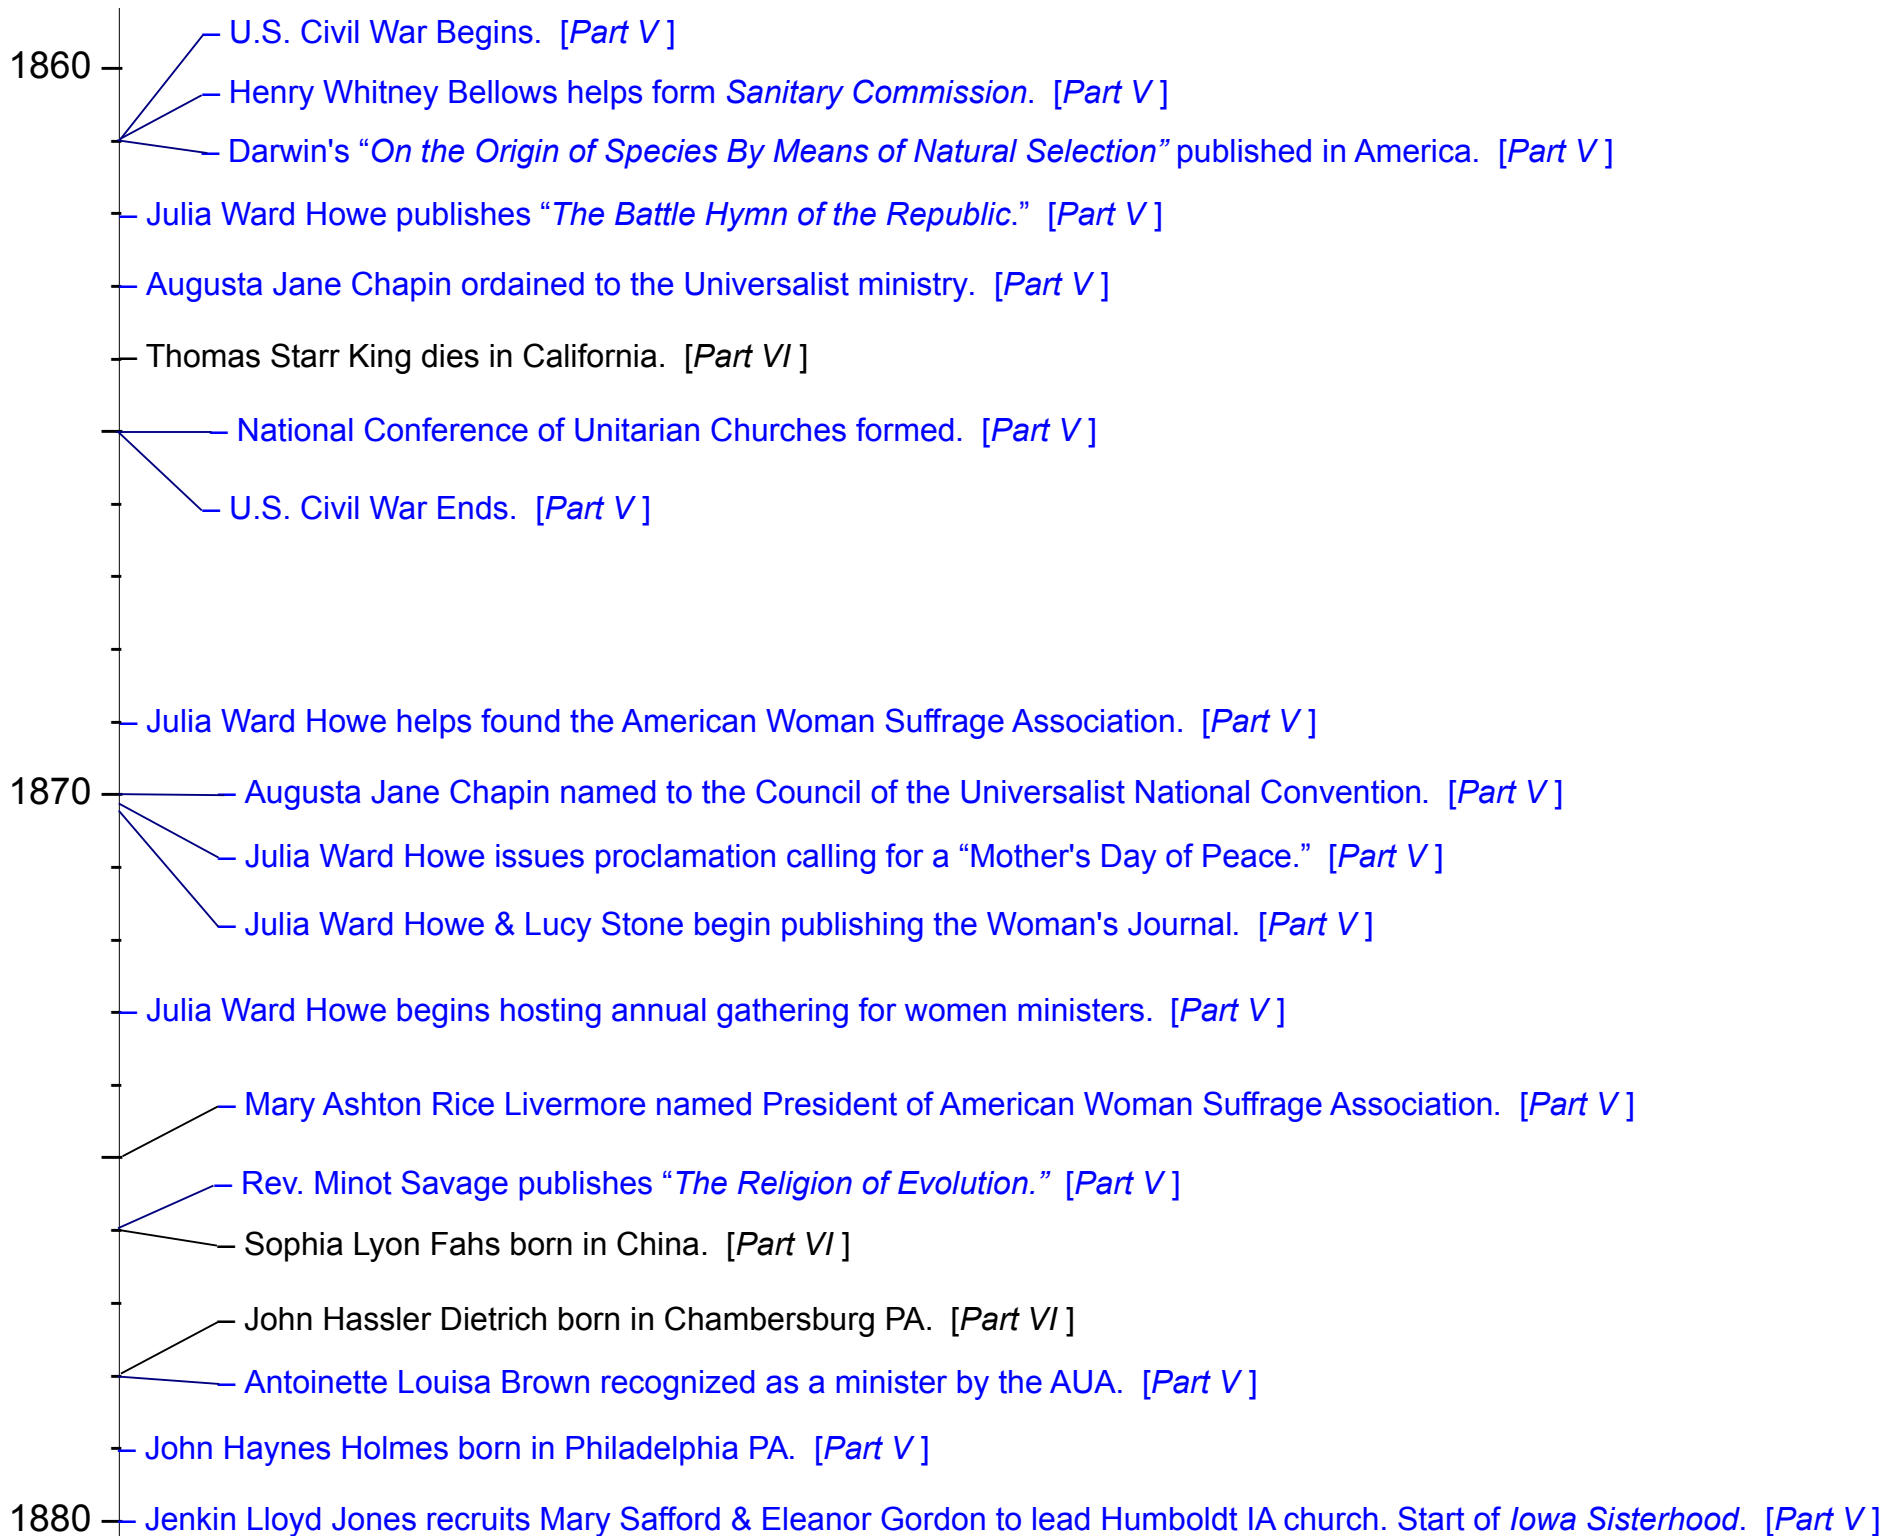 – U.S. Civil War Begins. [Part V ]
1860
– Henry Whitney Bellows helps form Sanitary Commission. [Part V ]
– Darwin's “On the Origin of Species By Means of Natural Selection” published in America. [Part V ]
– Julia Ward Howe publishes “The Battle Hymn of the Republic.” [Part V ]
– Augusta Jane Chapin ordained to the Universalist ministry. [Part V ]
– Thomas Starr King dies in California. [Part VI ]
– National Conference of Unitarian Churches formed. [Part V ]
– U.S. Civil War Ends. [Part V ]
– Julia Ward Howe helps found the American Woman Suffrage Association. [Part V ]
1870 – Augusta Jane Chapin named to the Council of the Universalist National Convention. [Part V ]
– Julia Ward Howe issues proclamation calling for a “Mother's Day of Peace.” [Part V ]
– Julia Ward Howe & Lucy Stone begin publishing the Woman's Journal. [Part V ]
– Julia Ward Howe begins hosting annual gathering for women ministers. [Part V ]
– Mary Ashton Rice Livermore named President of American Woman Suffrage Association. [Part V ]
– Rev. Minot Savage publishes “The Religion of Evolution.” [Part V ]
– Sophia Lyon Fahs born in China. [Part VI ]
– John Hassler Dietrich born in Chambersburg PA. [Part VI ]
– Antoinette Louisa Brown recognized as a minister by the AUA. [Part V ]
– John Haynes Holmes born in Philadelphia PA. [Part V ]
1880 – Jenkin Lloyd Jones recruits Mary Safford & Eleanor Gordon to lead Humboldt IA church. Start of Iowa Sisterhood. [Part V ]